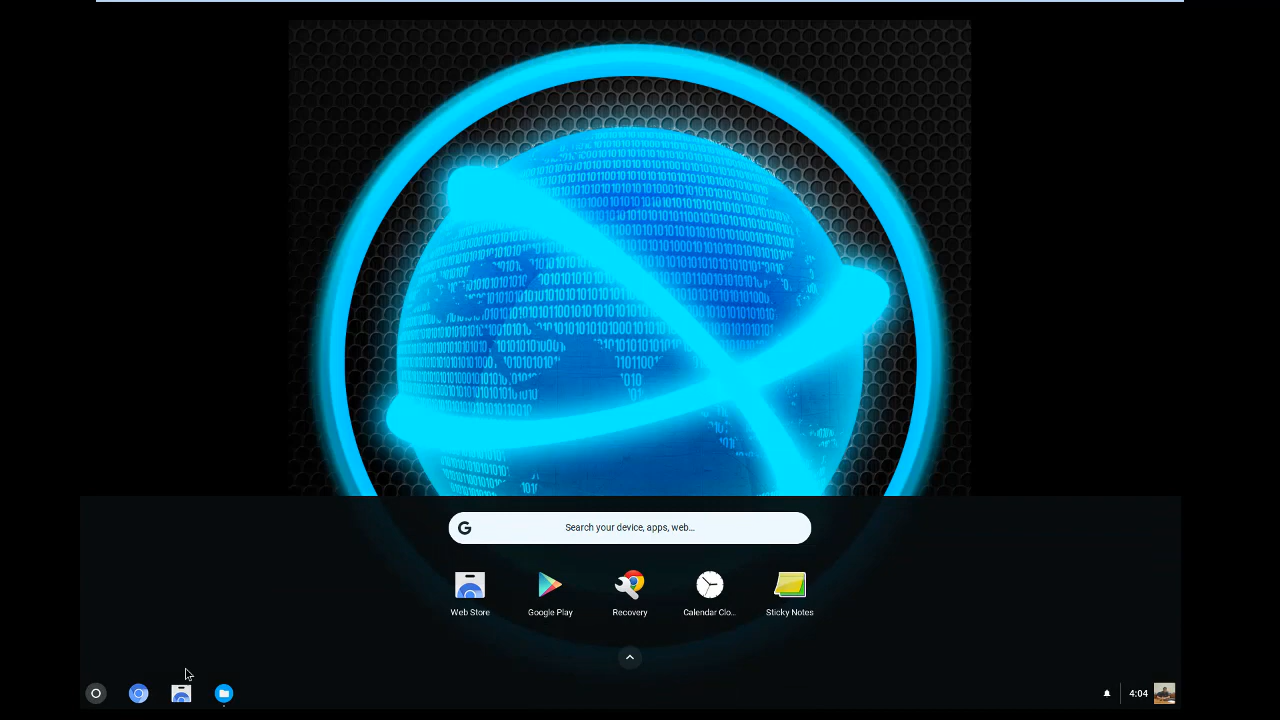 Search your device, apps, web...
Web Store
Google Play
Recovery
Calendar Clo...
Sticky Notes
4:04